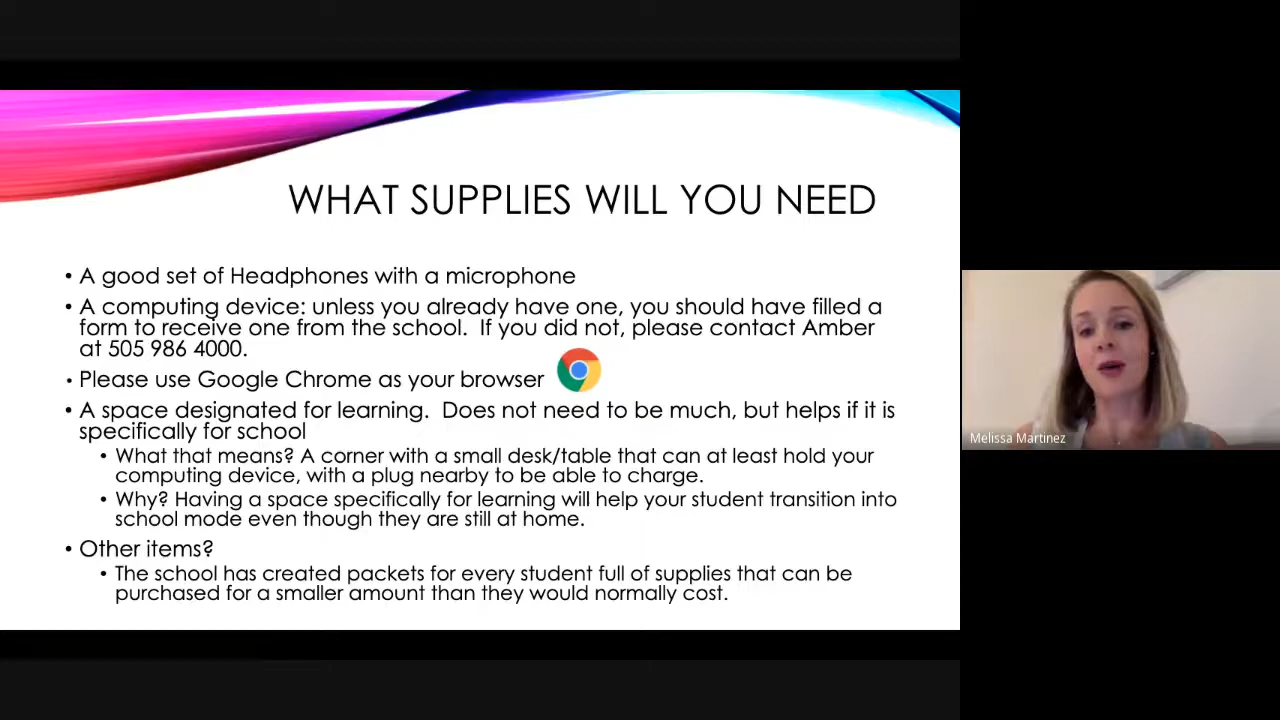 WHAT SUPPLIES WILL YOU NEED
• A good set of Headphones with a microphone
• A computing device: unless you already have one, you should have filled a
form to receive one from the school. If you did not, please contact Amber
at 505 986 4000.
• Please use Google Chrome as your browser
• A space designated for learning. Does not need to be much, but helps if it is
specifically for school
• What that means? A corner with a small desk/table that can at least hold your
computing device, with a plug nearby to be able to charge.
• Why? Having a space specifically for learning will help your student transition into
school mode even though they are still at home.
• Other items?
• The school has created packets for every student full of supplies that can be
purchased for a smaller amount than they would normally cost.
Melissa Martinez